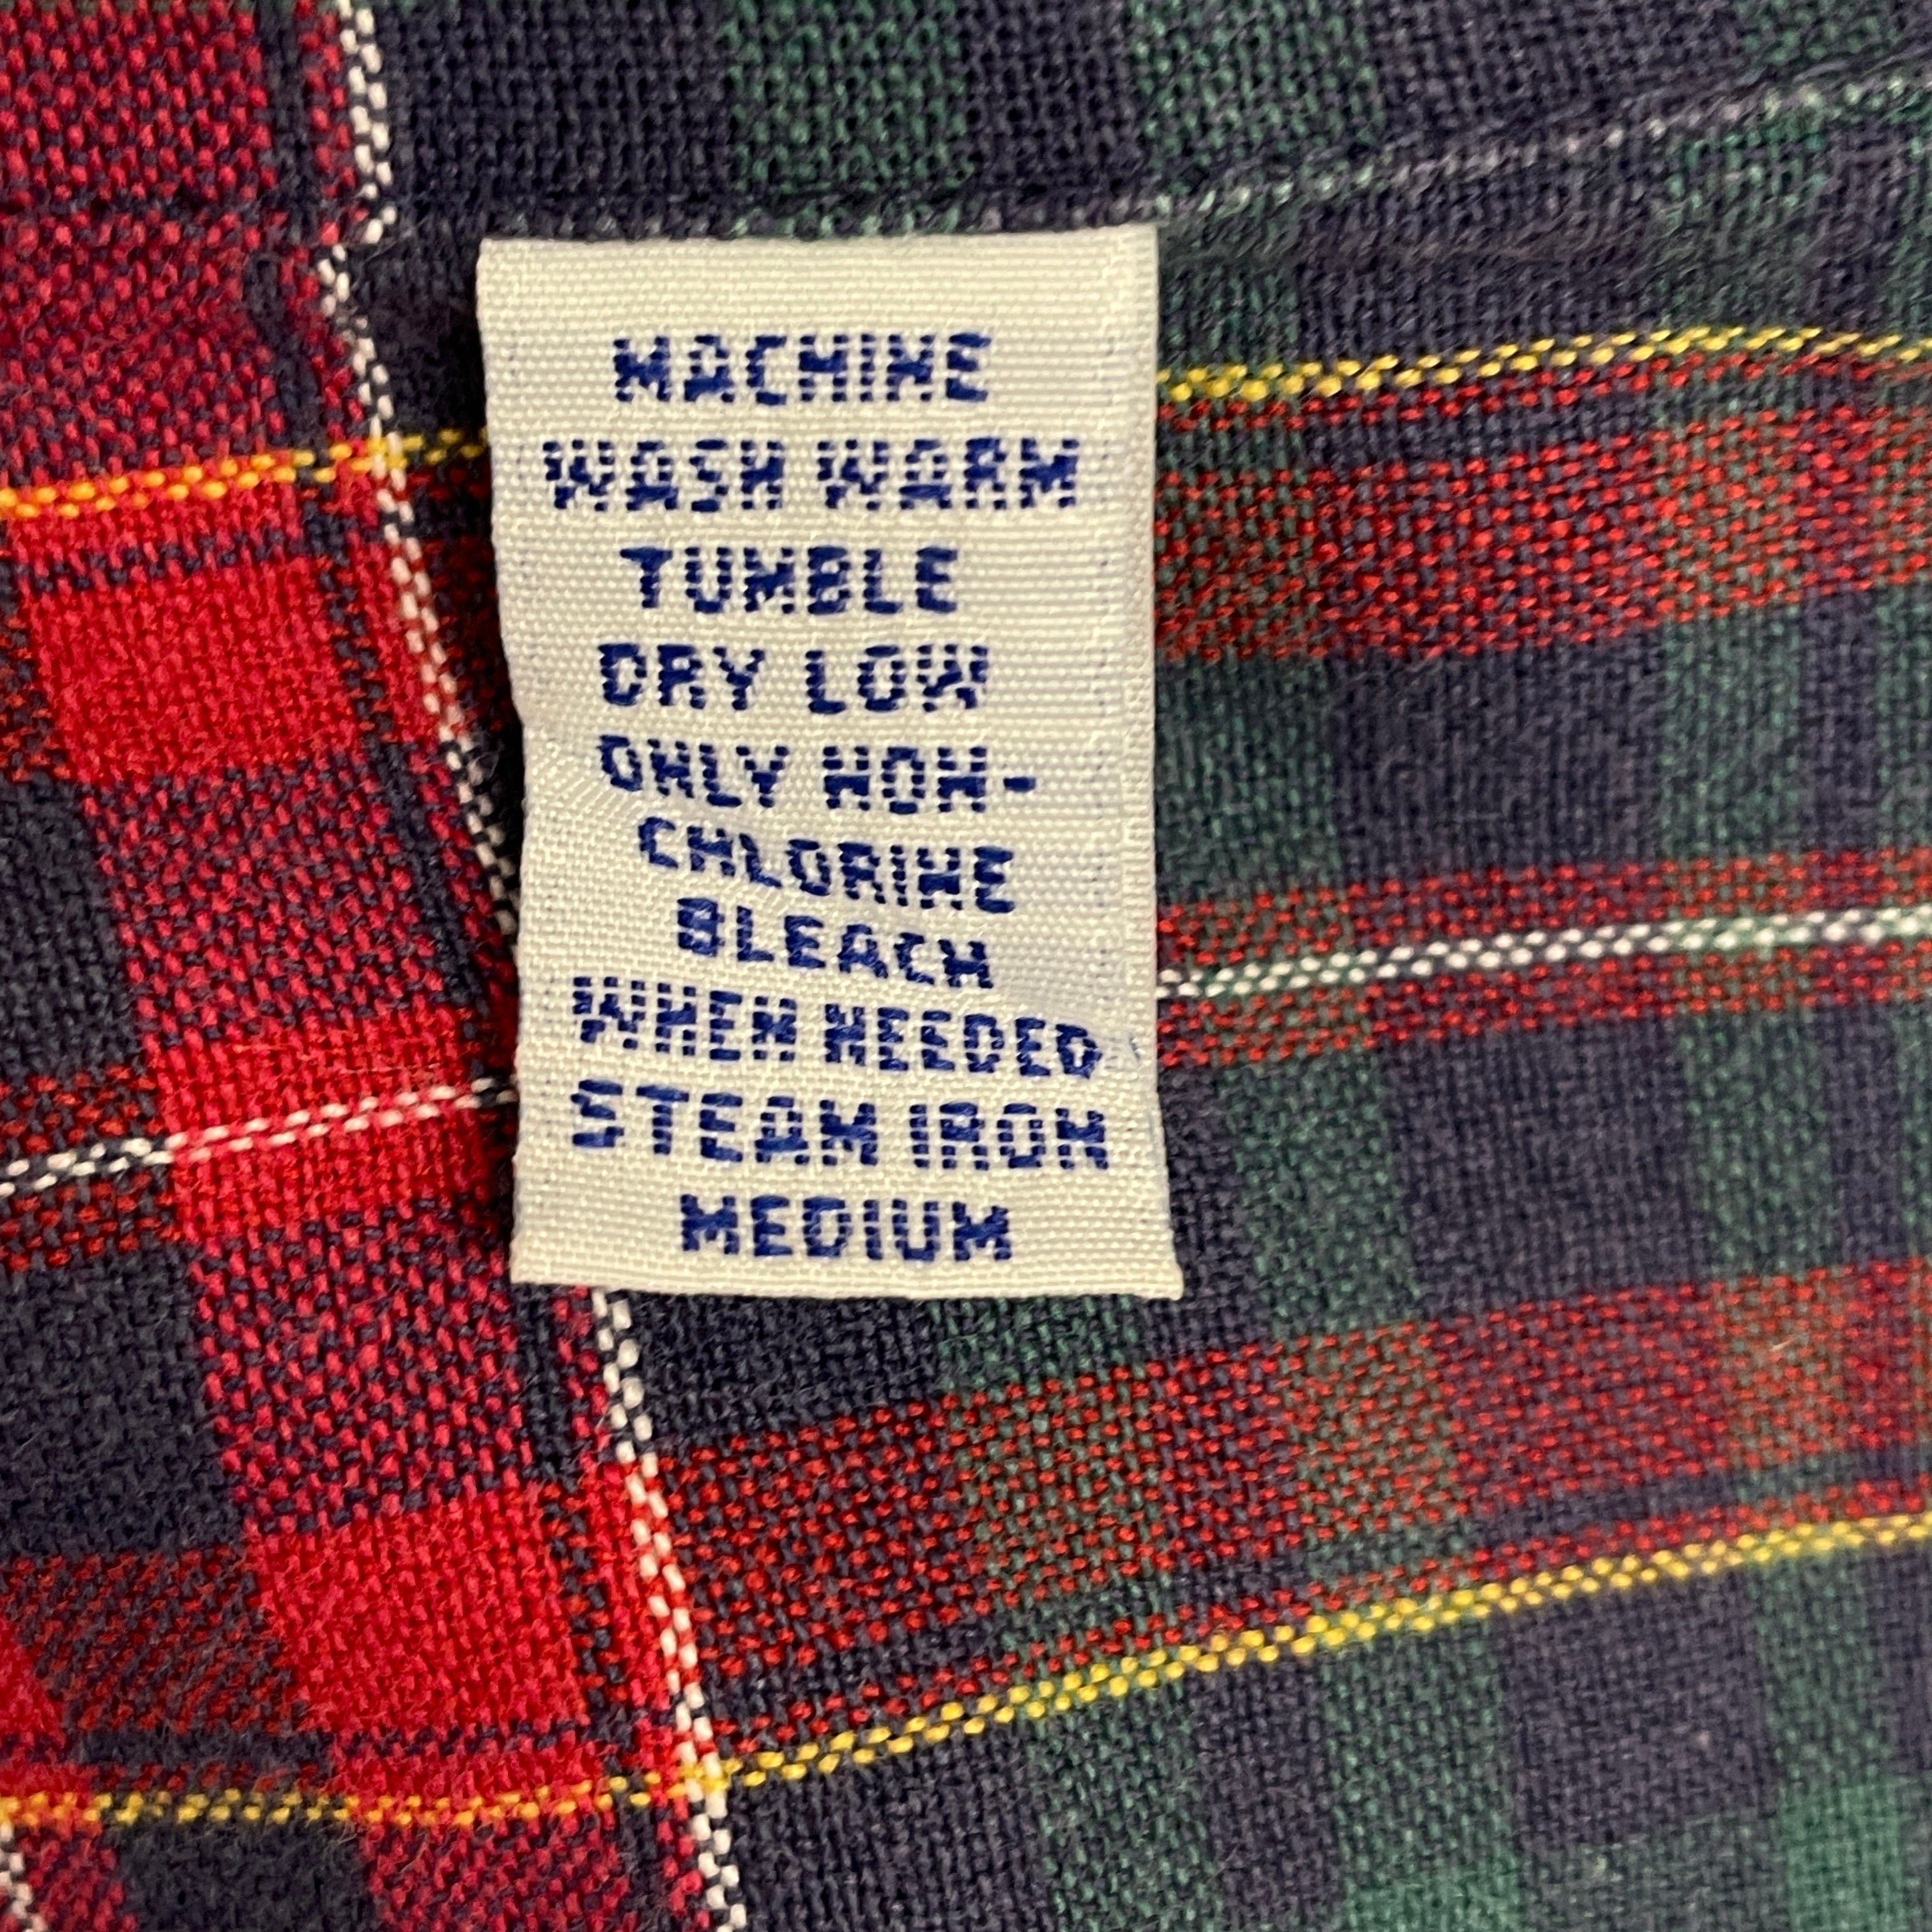 MACHINE
WASH WARM
TUMBLE
DRY LOW
ONLY NON-
CHLORINE
BLEACH
WHEN NEEDED
STEAM IRON
MEDIUM